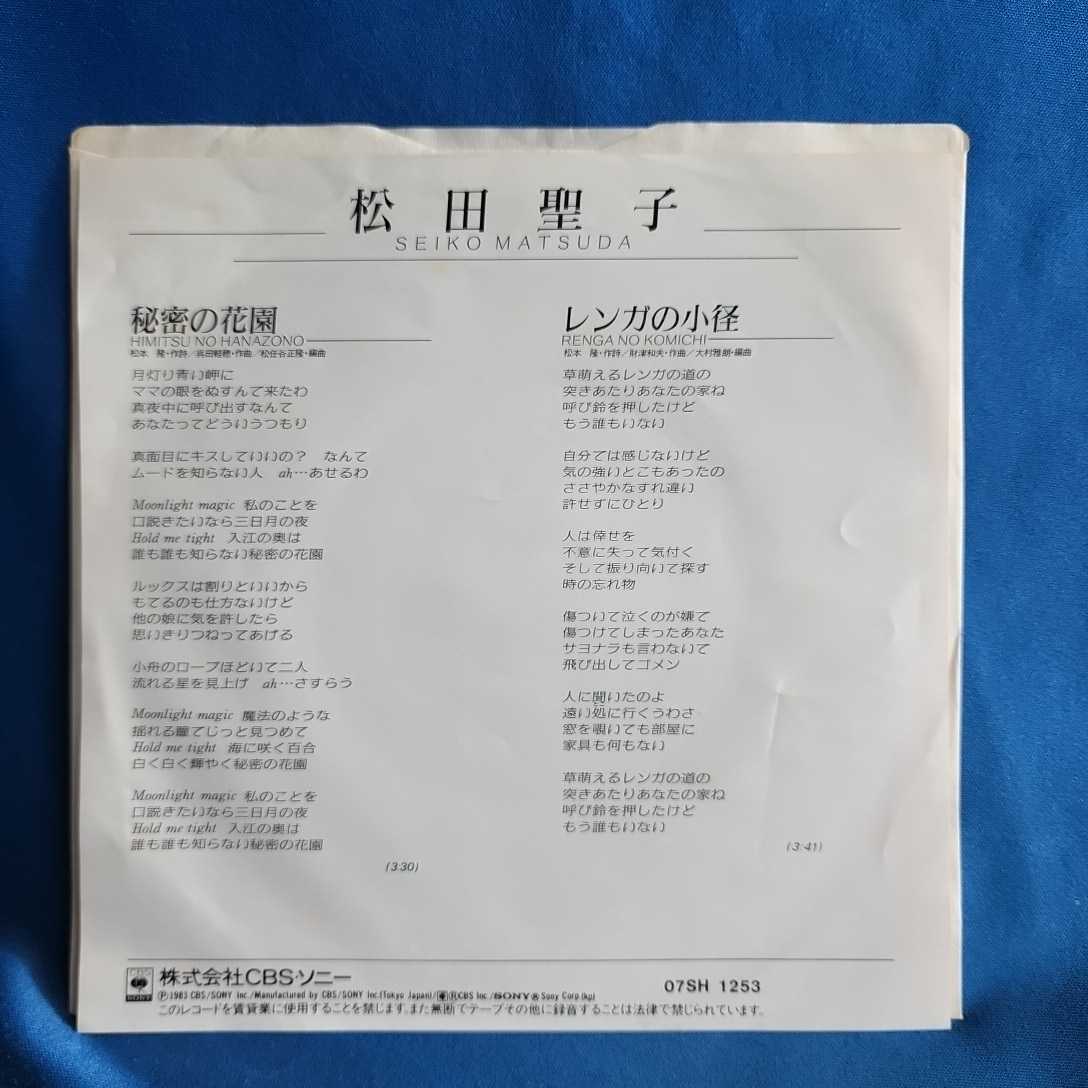 松田聖子
SEIKO MATSUDA
秘密の花園
HIMITSU NO HANAZONO
松本 隆・作詩／呉田軽穂・作曲／松任谷正隆・編曲
月灯り青い岬に
ママの眼をぬすんで来たわ
真夜中に呼び出すなんて
あなたってどういうつもり
真面目にキスしていいの？ なんて
ムードを知らない人 ah…あせるわ
Moonlight magic 私のことを
口説きたいなら三日月の夜
Hold me tight 入江の奥は
誰も誰も知らない秘密の花園
ルックスは割りといいから
もてるのも仕方ないけど
他の娘に気を許したら
思いきりつねってあげる
小舟のロープほどいて二人
流れる星を見上げ ah…さすらう
Moonlight magic 魔法のような
揺れる瞳でじっと見つめて
Hold me tight 海に咲く百合
白く白く輝やく秘密の花園
Moonlight magic 私のことを
口説きたいなら三日月の夜
Hold me tight 入江の奥は
誰も誰も知らない秘密の花園
(3:30)
レンガの小径
RENGA NO KOMICHI
松本 隆・作詩／財津和夫・作曲／大村雅朗・編曲
草萌えるレンガの道の
突きあたりあなたの家ね
呼び鈴を押したけど
もう誰もいない
自分では感じないけど
気の強いとこもあったの
ささやかなすれ違い
許せずにひとり
人は倖せを
不意に失って気付く
そして振り向いて探す
時の忘れ物
傷ついて泣くのが嫌で
傷つけてしまったあなた
サヨナラも言わないで
飛び出してゴメン
人に聞いたのよ
遠い処に行くうわさ
窓を覗いても部屋に
家具も何もない
草萌えるレンガの道の
突きあたりあなたの家ね
呼び鈴を押したけど
もう誰もいない
(3:41)
CBS SONY 株式会社CBS・ソニー
Ⓟ1983 CBS/SONY Inc./Manufactured by CBS/SONY Inc.(Tokyo Japan)/ⓇCBS Inc./SONY Ⓡ Sony Corp.(kp)
07SH 1253
このレコードを賃貸業に使用することを禁じます。また無断でテープその他に録音することは法律で禁じられています。